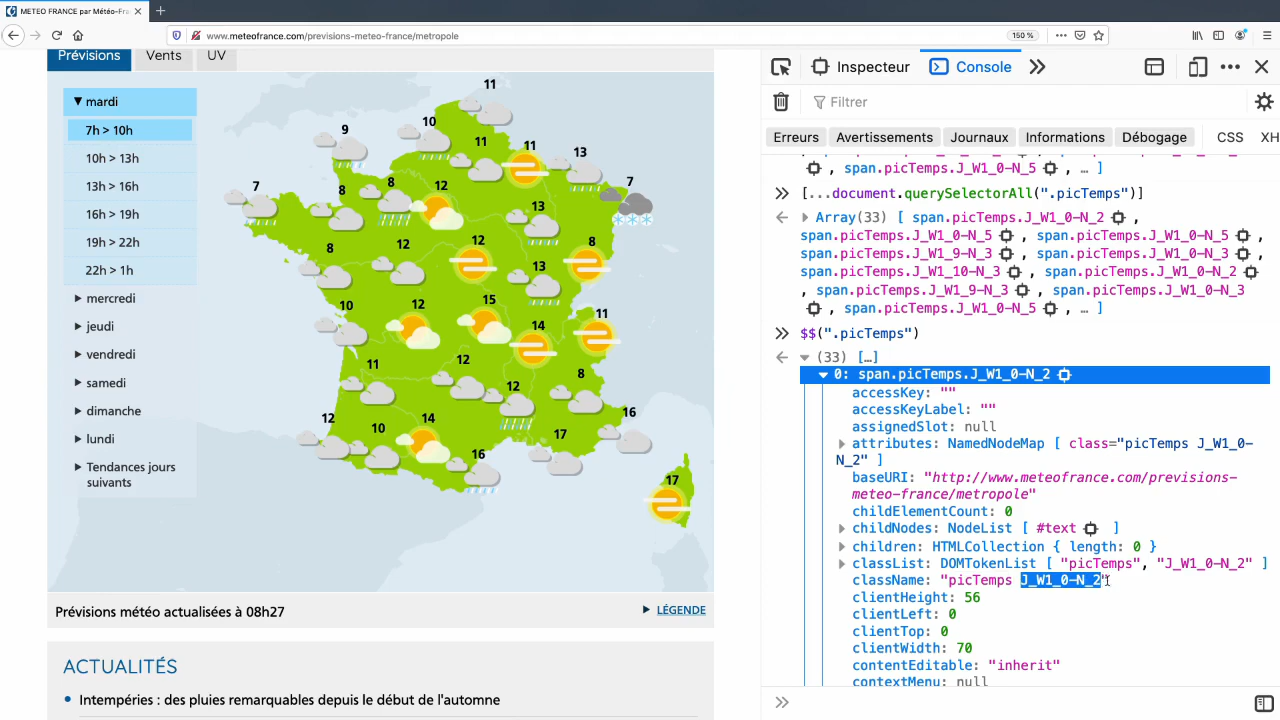 METEO FRANCE par Météo-Fra
www.meteofrance.com/previsions-meteo-france/metropole
150 %
Prévisions
Vents
UV
mardi
7h > 10h
10h > 13h
13h > 16h
16h > 19h
19h > 22h
22h > 1h
mercredi
jeudi
vendredi
samedi
dimanche
lundi
Tendances jours
suivants
11
9
10
11
11
13
7
8
8
12
7
13
8
12
12
8
13
10
12
15
14
11
11
12
12
8
12
10
14
17
16
16
17
Prévisions météo actualisées à 08h27
LÉGENDE
ACTUALITÉS
Intempéries : des pluies remarquables depuis le début de l'automne
Inspecteur
Console
Filtrer
Erreurs
Avertissements
Journaux
Informations
Débogage
CSS
XH
, span.picTemps.J_W1_0-N_5 , … ]
[...document.querySelectorAll(".picTemps")]
Array(33) [ span.picTemps.J_W1_0-N_2 ,
span.picTemps.J_W1_0-N_5 , span.picTemps.J_W1_0-N_5 ,
span.picTemps.J_W1_9-N_3 , span.picTemps.J_W1_0-N_3 ,
span.picTemps.J_W1_10-N_3 , span.picTemps.J_W1_0-N_2
, span.picTemps.J_W1_9-N_3 , span.picTemps.J_W1_0-N_3
, span.picTemps.J_W1_0-N_5 , … ]
$$(".picTemps")
(33) […]
0: span.picTemps.J_W1_0-N_2
accessKey: ""
accessKeyLabel: ""
assignedSlot: null
attributes: NamedNodeMap [ class="picTemps J_W1_0-
N_2" ]
baseURI: "http://www.meteofrance.com/previsions-
meteo-france/metropole"
childElementCount: 0
childNodes: NodeList [ #text ]
children: HTMLCollection { length: 0 }
classList: DOMTokenList [ "picTemps", "J_W1_0-N_2" ]
className: "picTemps J_W1_0-N_2"
clientHeight: 56
clientLeft: 0
clientTop: 0
clientWidth: 70
contentEditable: "inherit"
contextMenu: null